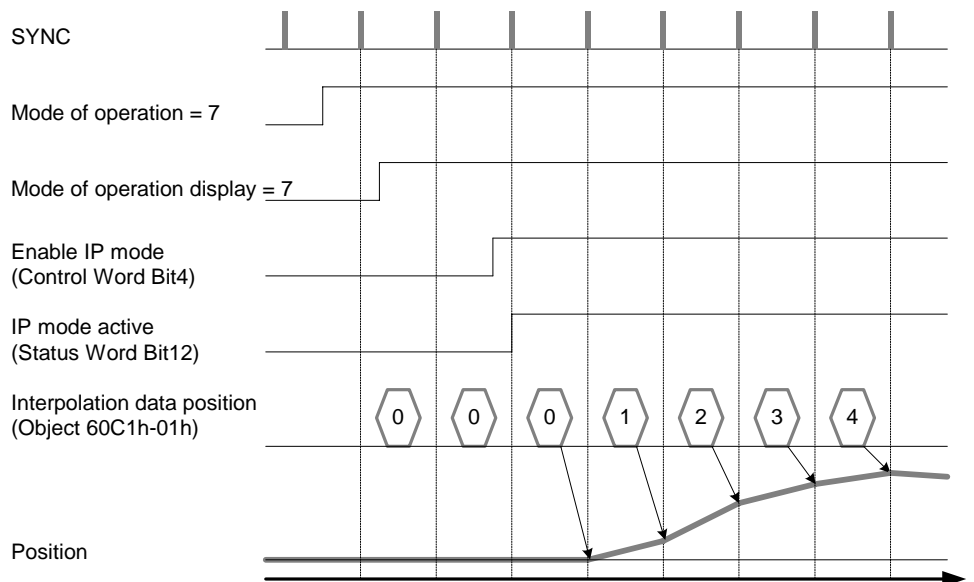 SYNC
Mode of operation = 7
Mode of operation display = 7
Enable IP mode
(Control Word Bit4)
IP mode active
(Status Word Bit12)
Interpolation data position
(Object 60C1h-01h)
0 0 0 1 2 3 4
Position